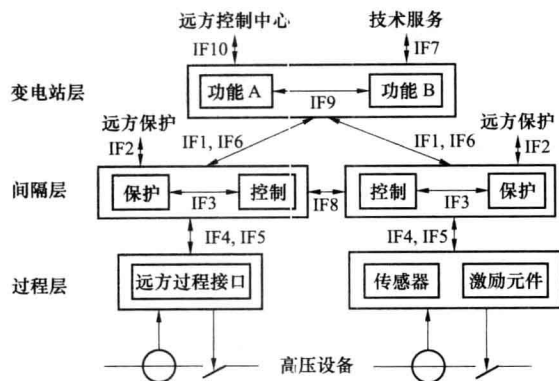 远方控制中心 技术服务
IF10 IF7
变电站层 功能 A 功能 B
IF9
远方保护 远方保护
IF2 IF1, IF6 IF1, IF6 IF2
间隔层 保护 控制 控制 保护
IF3 IF8 IF3
IF4, IF5 IF4, IF5
过程层 远方过程接口 传感器 激励元件
高压设备